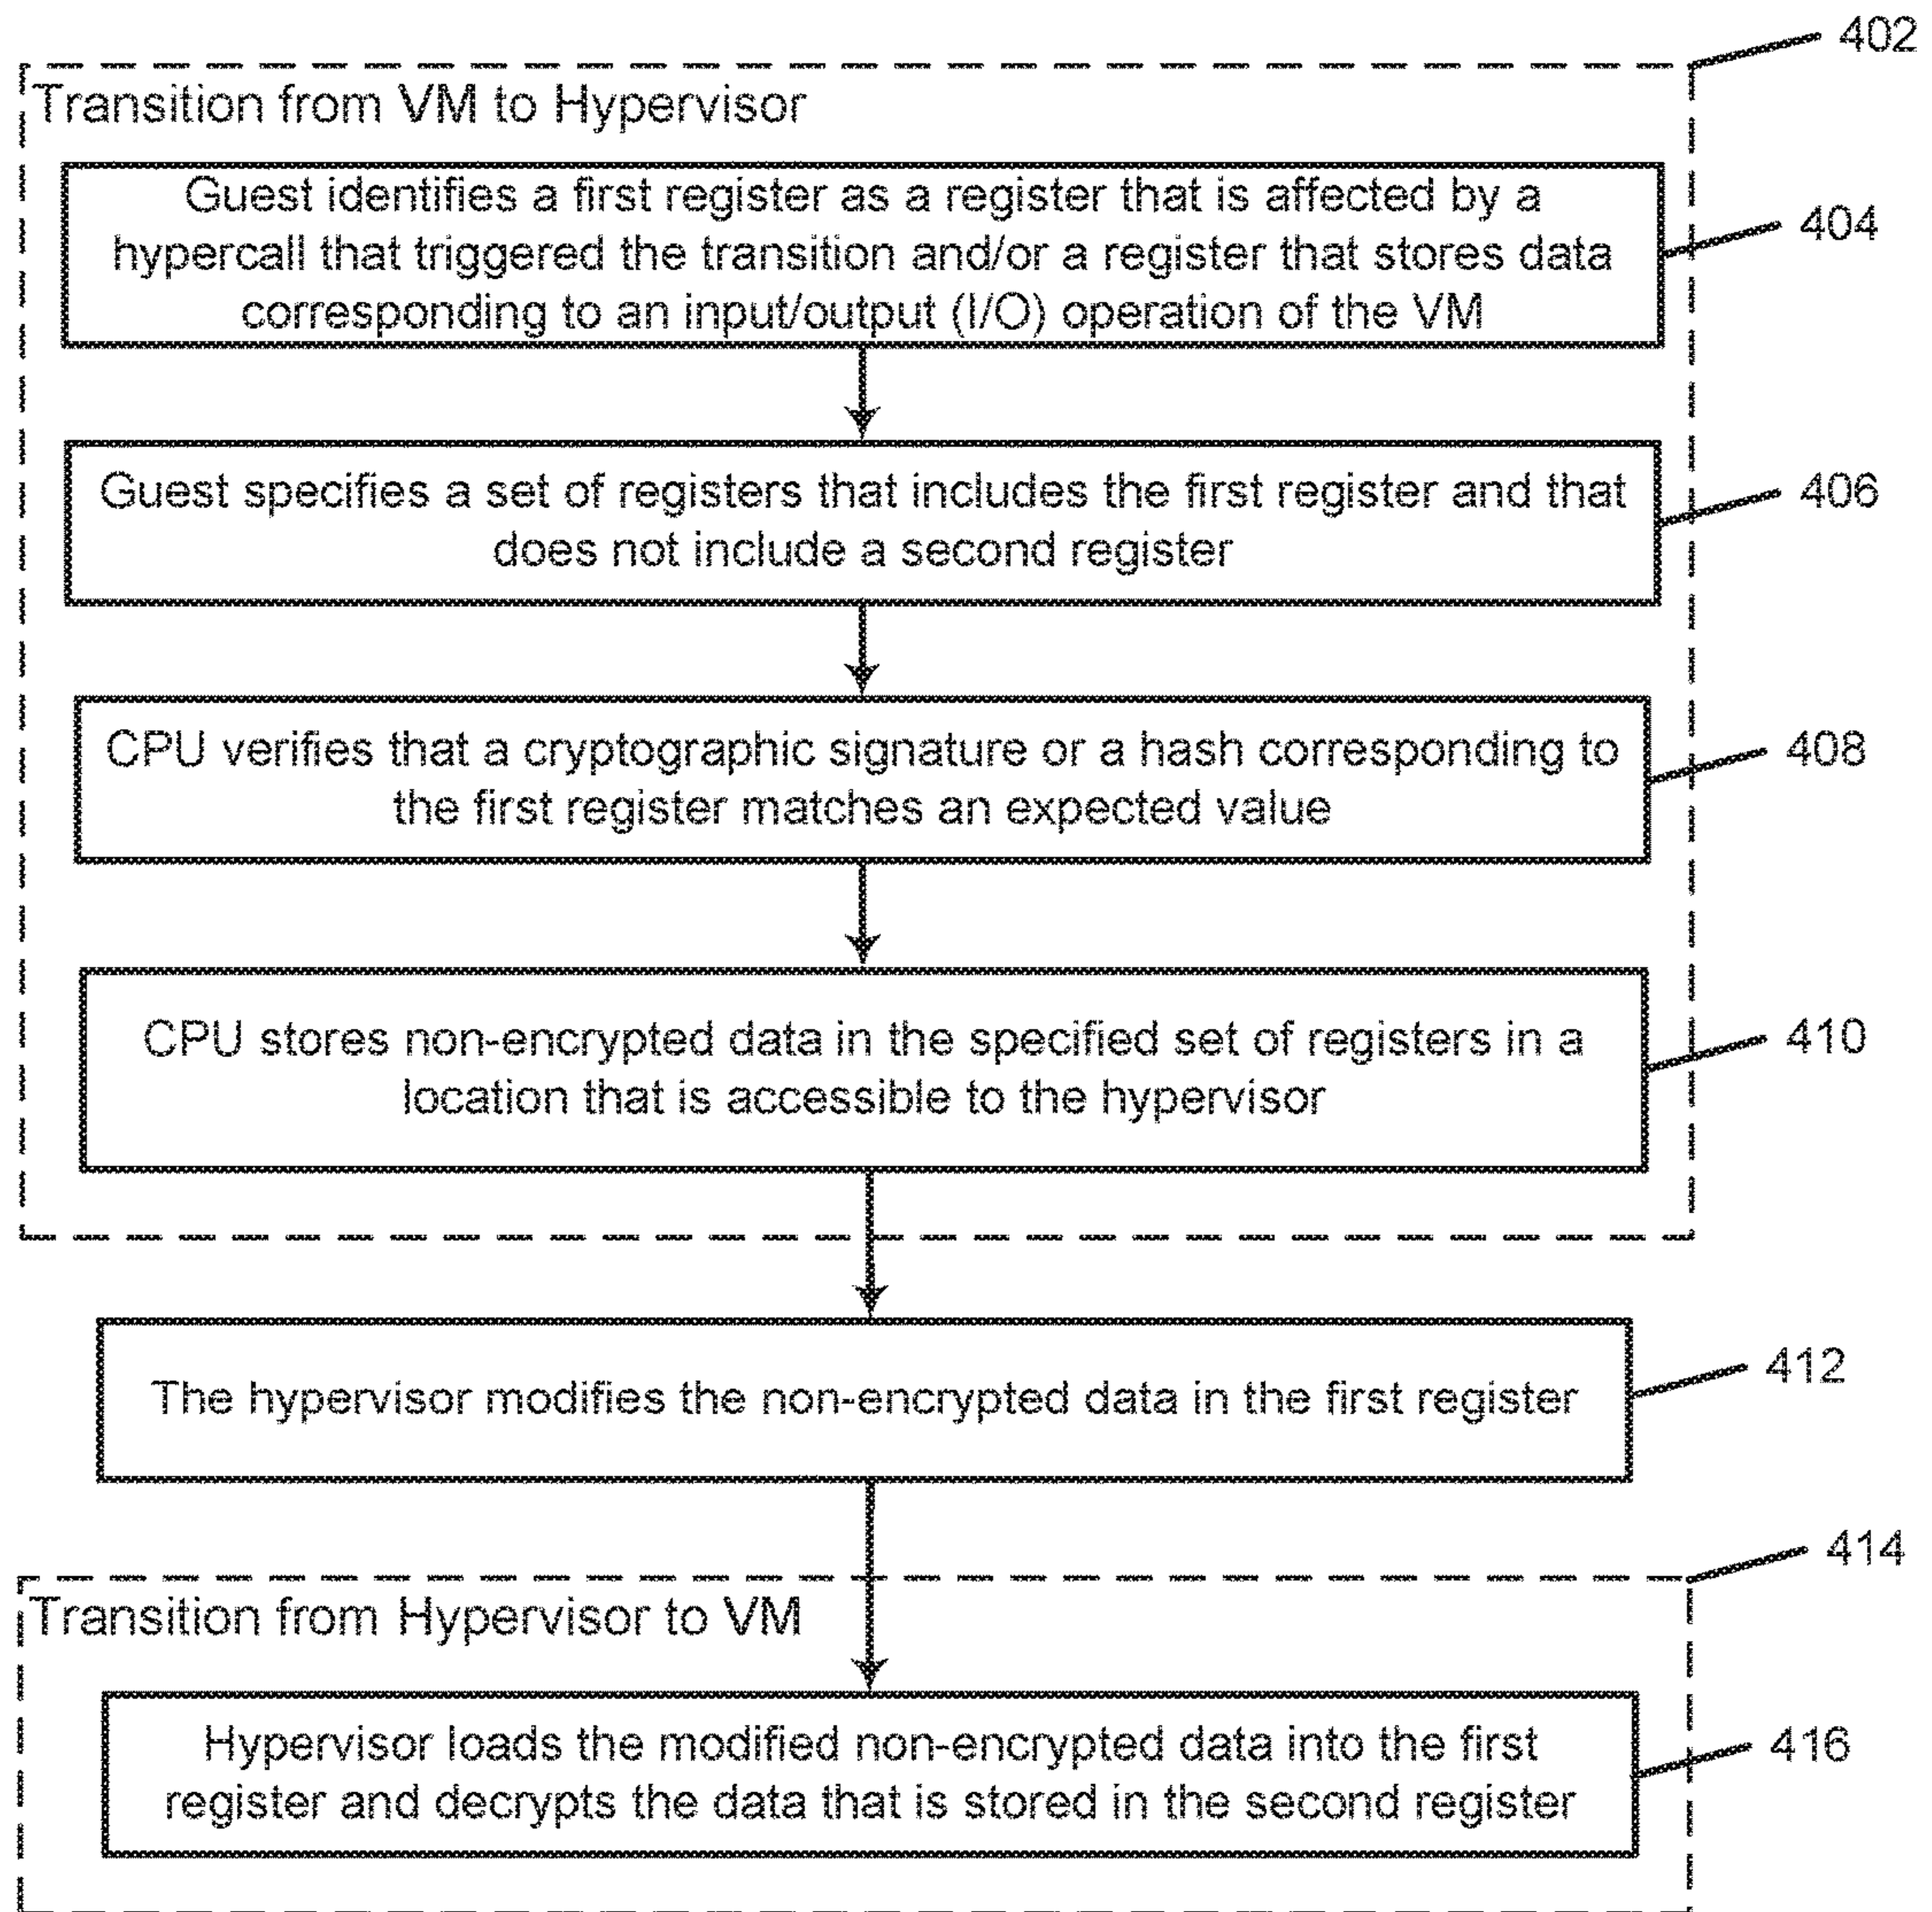 402
Transition from VM to Hypervisor
Guest identifies a first register as a register that is affected by a
hypercall that triggered the transition and/or a register that stores data
corresponding to an input/output (I/O) operation of the VM
404
Guest specifies a set of registers that includes the first register and that
does not include a second register
406
CPU verifies that a cryptographic signature or a hash corresponding to
the first register matches an expected value
408
CPU stores non-encrypted data in the specified set of registers in a
location that is accessible to the hypervisor
410
The hypervisor modifies the non-encrypted data in the first register
412
414
Transition from Hypervisor to VM
Hypervisor loads the modified non-encrypted data into the first
register and decrypts the data that is stored in the second register
416